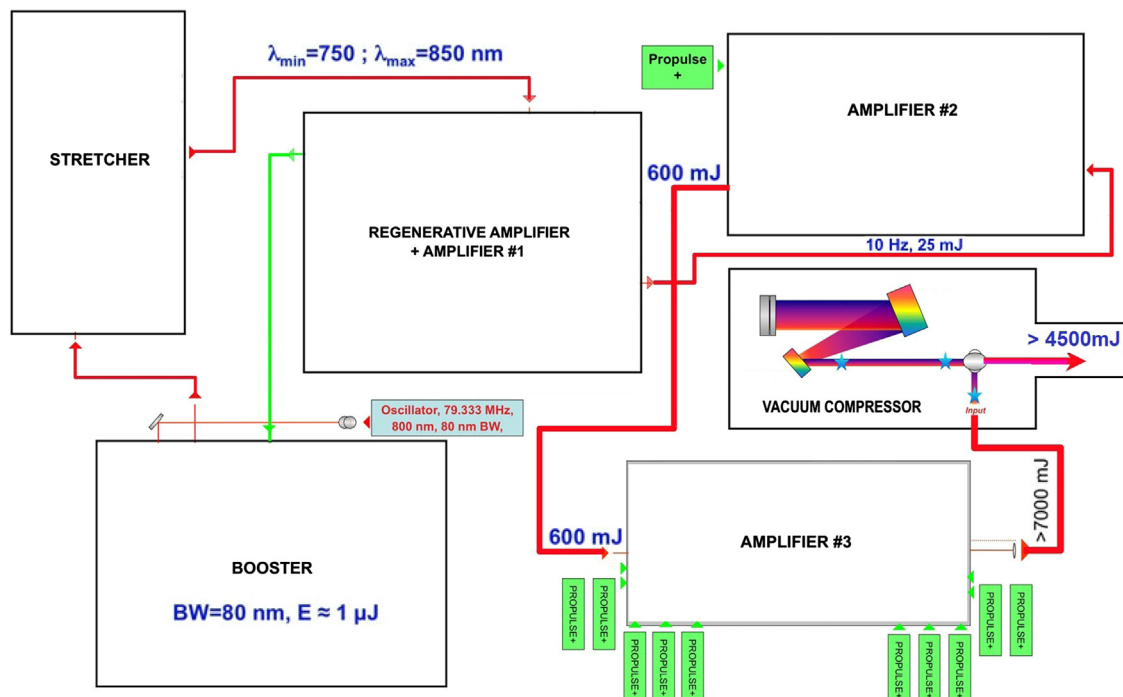 λmin=750 ; λmax=850 nm
Propulse
+
AMPLIFIER #2
STRETCHER
600 mJ
REGENERATIVE AMPLIFIER
+ AMPLIFIER #1
10 Hz, 25 mJ
> 4500mJ
VACUUM COMPRESSOR
Input
Oscillator, 79.333 MHz,
800 nm, 80 nm BW,
>7000 mJ
600 mJ
AMPLIFIER #3
BOOSTER
BW=80 nm, E ≈ 1 µJ
PROPULSE+
PROPULSE+
PROPULSE+
PROPULSE+
PROPULSE+
PROPULSE+
PROPULSE+
PROPULSE+
PROPULSE+
PROPULSE+